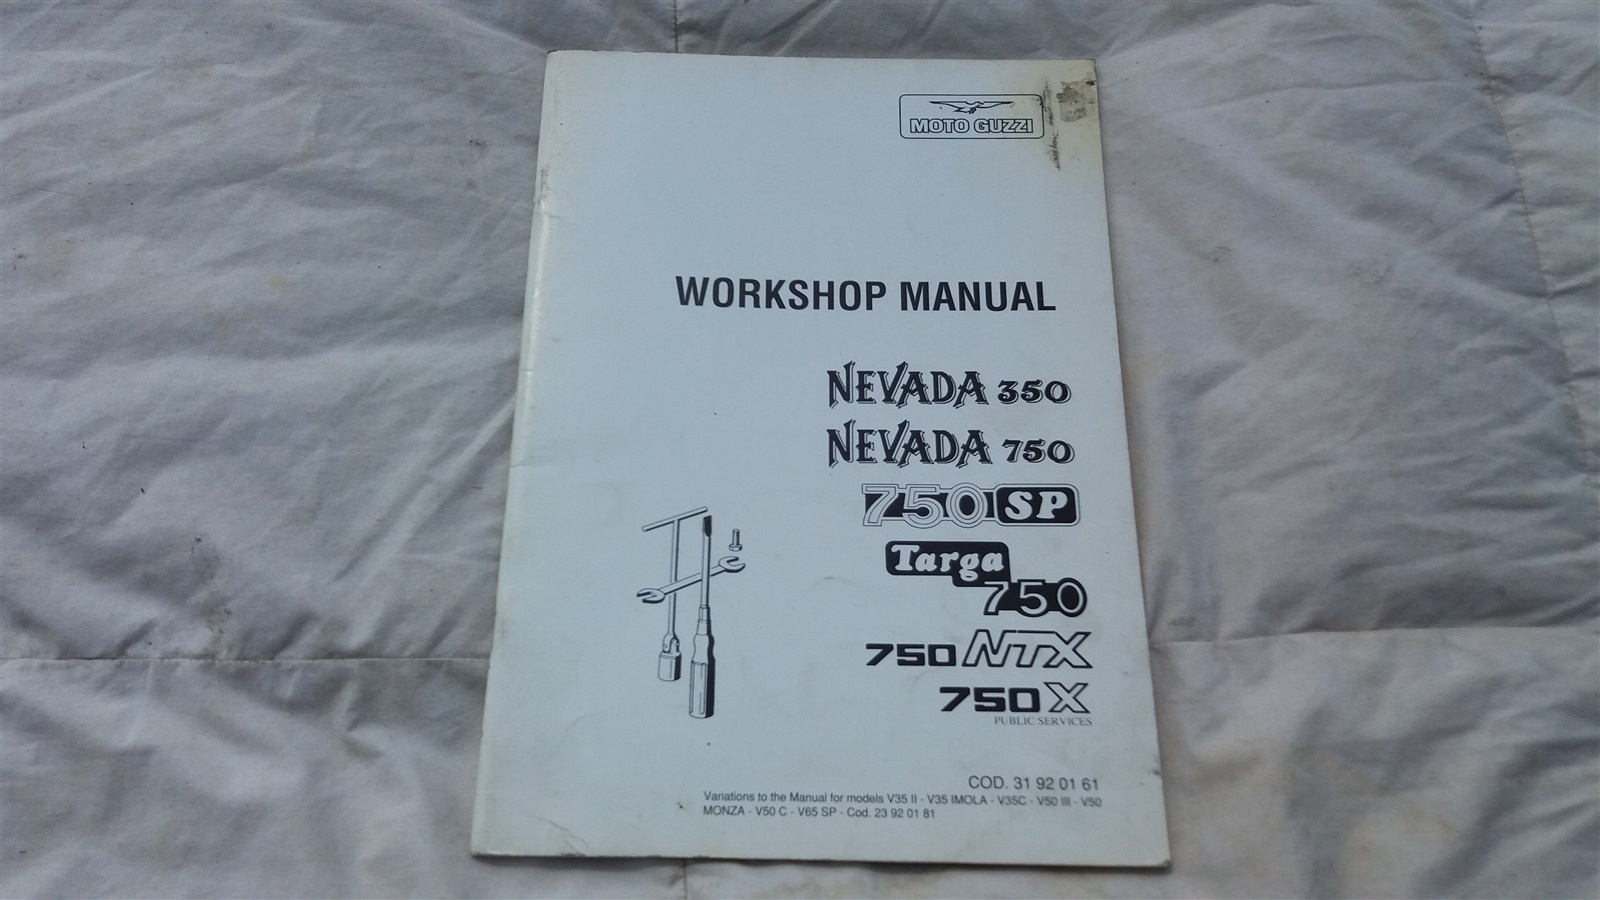 MOTO GUZZI
WORKSHOP MANUAL
NEVADA 350
NEVADA 750
750 SP
Targa
750
750 NTX
750 X
PUBLIC SERVICES
COD. 31 92 01 61
Variations to the Manual for models V35 II - V35 IMOLA - V35C - V50 III - V50
MONZA - V50 C - V65 SP - Cod. 23 92 01 81